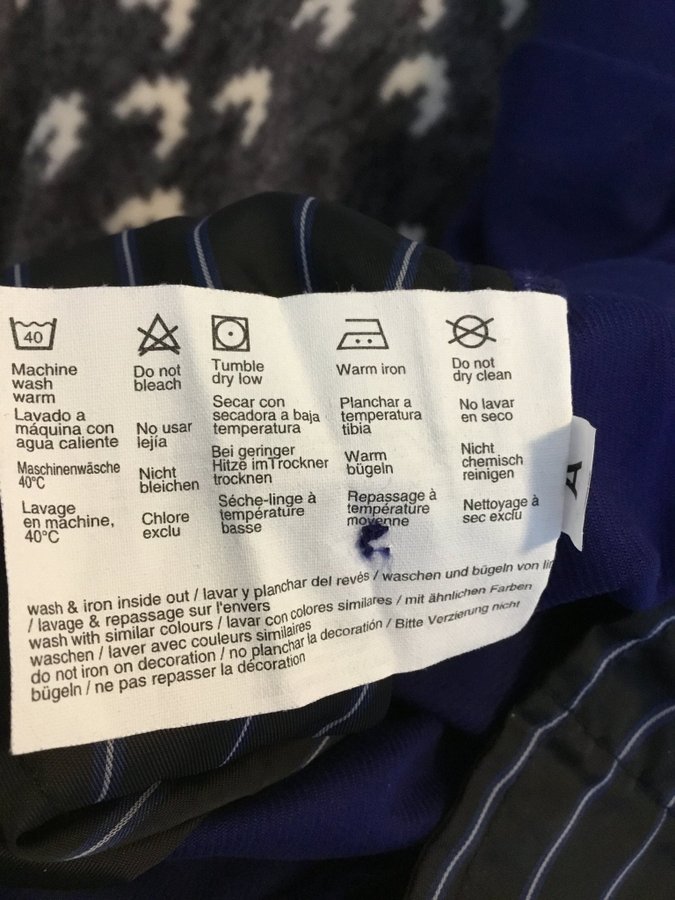 40
Machine
wash
warm
Lavado a
máquina con
agua caliente
Maschinenwäsche
40°C
Lavage
en machine,
40°C
Do not
bleach
No usar
lejía
Nicht
bleichen
Chlore
exclu
Tumble
dry low
Secar con
secadora a baja
temperatura
Bei geringer
Hitze imTrockner
trocknen
Séche-linge à
température
basse
Warm iron
Planchar a
temperatura
tibia
Warm
bügeln
Repassage à
température
moyenne
Do not
dry clean
No lavar
en seco
Nicht
chemisch
reinigen
Nettoyage à
sec exclu
A
wash & iron inside out / lavar y planchar del revés / waschen und bügeln von
/ lavage & repassage sur l'envers
wash with similar colours / lavar con colores similares / mit ähnlichen Farben
waschen / laver avec couleurs similaires
do not iron on decoration / no planchar la decoración / Bitte Verzierung nicht
bügeln / ne pas repasser la décoration